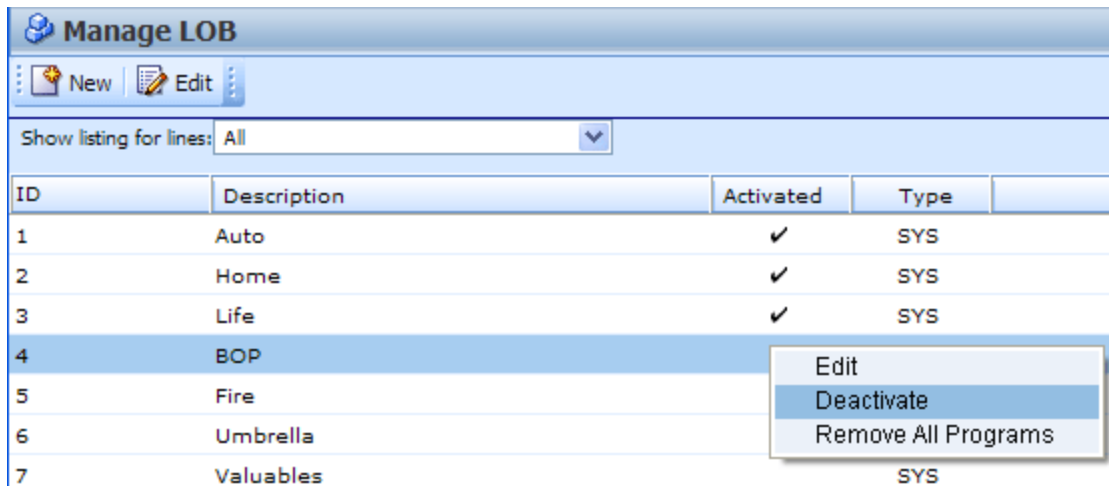 Manage LOB
New Edit
Show listing for lines: All
ID Description Activated Type
1 Auto ✔ SYS
2 Home ✔ SYS
3 Life ✔ SYS
4 BOP
Edit
5 Fire
Deactivate
6 Umbrella
Remove All Programs
7 Valuables SYS